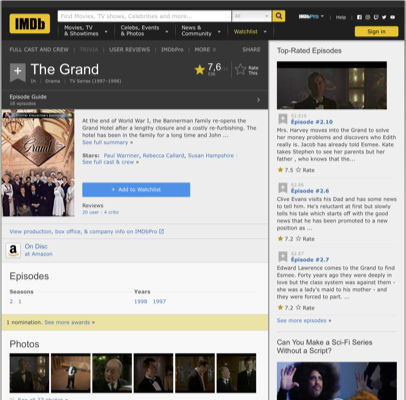 IMDb
Find Movies, TV shows, Celebrities and more...
All
IMDbPro
Help
Movies, TV & Showtimes
Celebs, Events & Photos
News & Community
Watchlist
Sign in
FULL CAST AND CREW | TRIVIA | USER REVIEWS | IMDbPro | MORE
SHARE
The Grand
1h | Drama | TV Series (1997–1998)
7,6
Rate This
Episode Guide
18 episodes
At the end of World War I, the Bannerman family re-opens the
Grand Hotel after a lengthy closure and a costly re-furbishing. The
hotel has been in the family for a long time and John ...
See full summary »
Stars: Paul Warriner, Rebecca Callard, Susan Hampshire
See full cast & crew »
+ Add to Watchlist
Reviews
20 user | 4 critic
View production, box office, & company info on IMDbPro
On Disc
at Amazon
Episodes
Seasons
2 1
Years
1998 1997
1 nomination. See more awards »
Photos
Top-Rated Episodes
S2.E10
Episode #2.10
Mrs. Harvey moves into the Grand to solve
her money problems and discovers who Edith
really is. Jacob has already told Esmee. Kate
takes Stephen to see her parents but her
father , who knows that the...
7.5 Rate
S2.E6
Episode #2.6
Clive Evans visits his Dad and has some news
to tell him. He's reluctant at first but slowly
tells his tale which starts off with the good
news that he has been promoted to a new
position as ...
7.2 Rate
S2.E7
Episode #2.7
Edward Lawrence comes to the Grand to find
Esmee. Forty years ago they were deeply in
love but the class system was against them -
she was a lady's maid to his mother - and
they were forced to part. ...
7.2 Rate
See more episodes »
Can You Make a Sci-Fi Series
Without a Script?